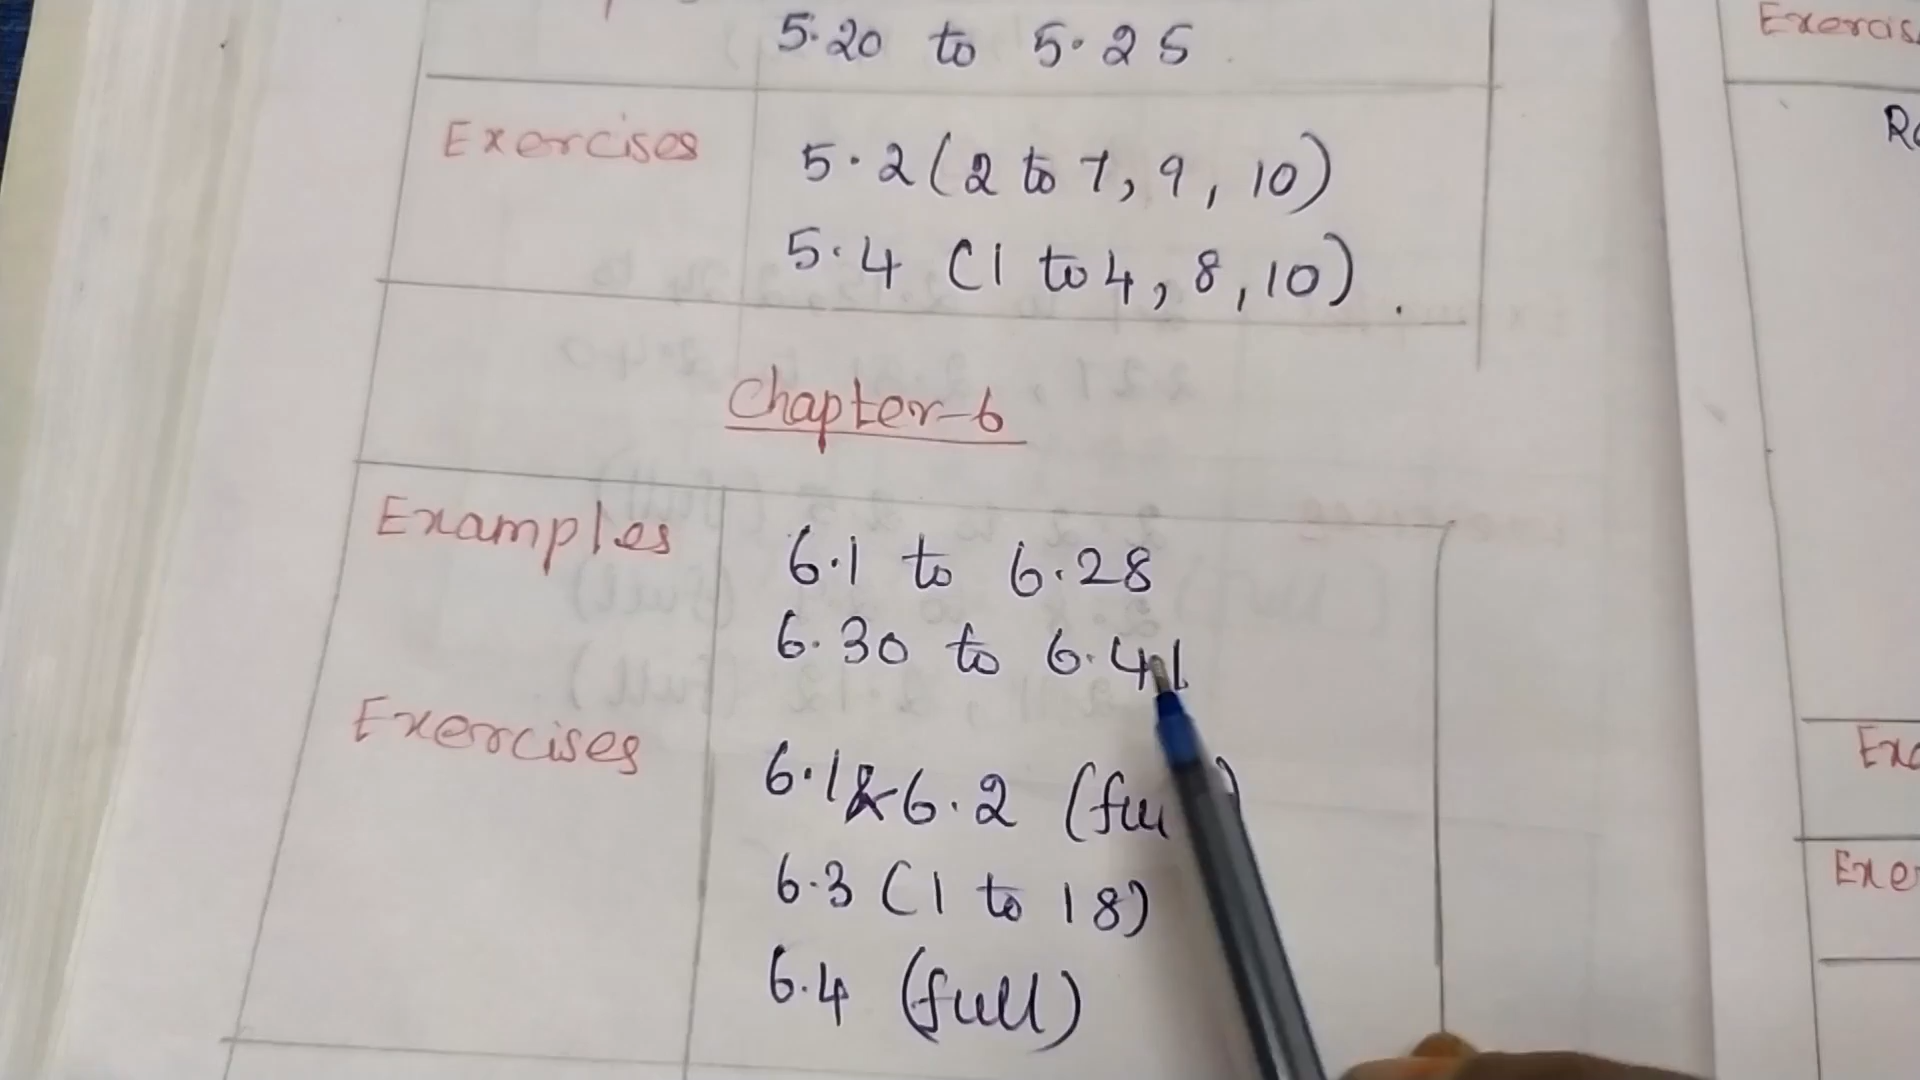 5.20 to 5.25
Exercises 5.2 (2 to 7, 9, 10)
5.4 (1 to 4, 8, 10).
Chapter-6
Examples 6.1 to 6.28
6.30 to 6.41
Exercises 6.1 & 6.2
6.3 (1 to 18)
6.4 (full)